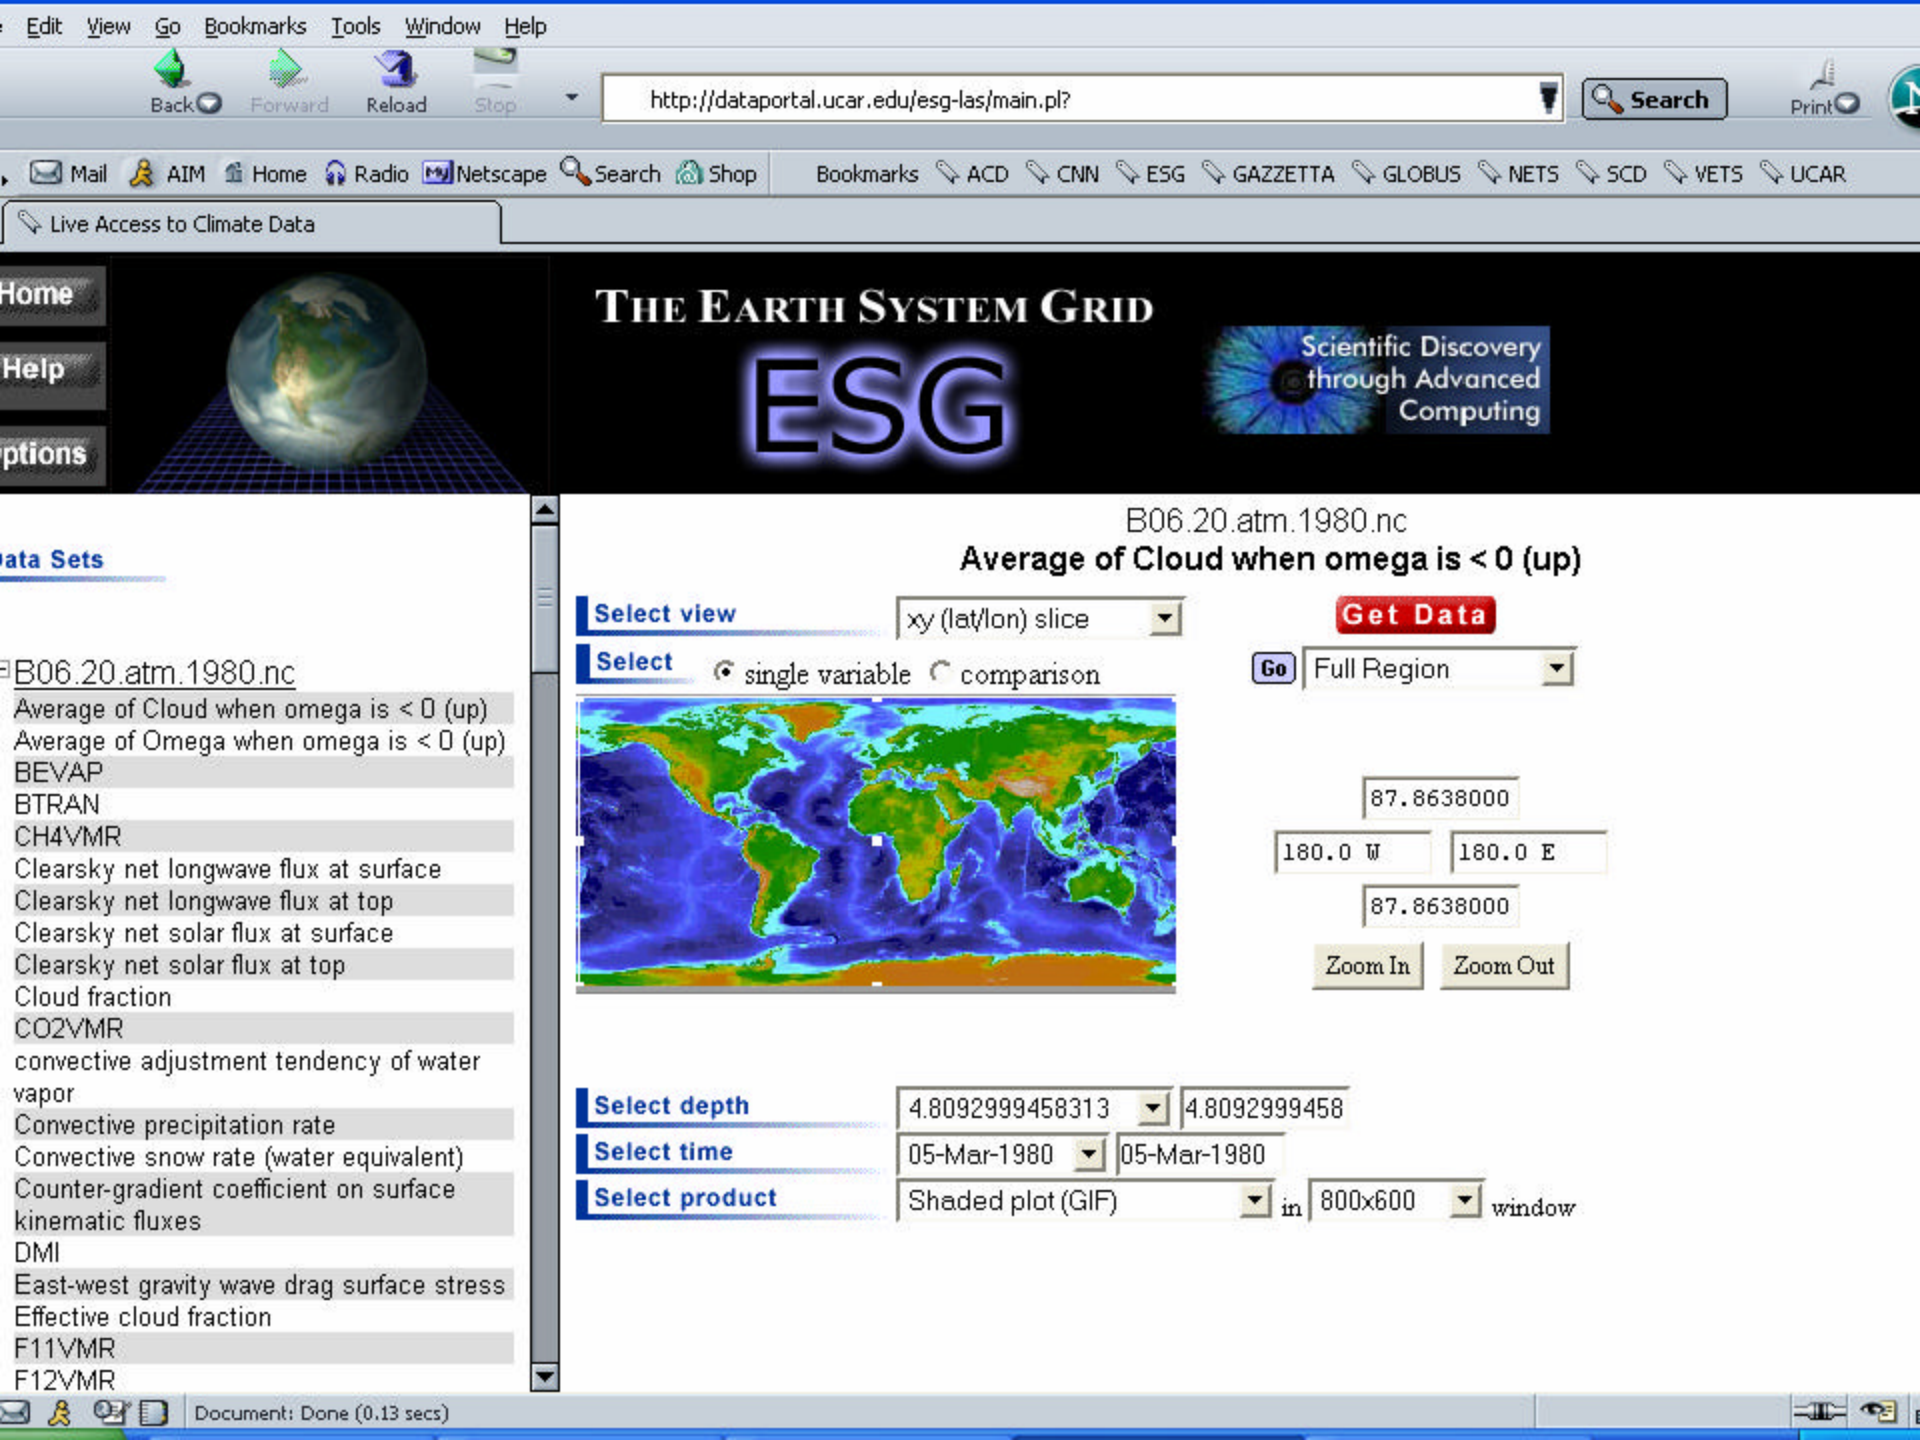 Edit View Go Bookmarks Tools Window Help
Back Forward Reload Stop http://dataportal.ucar.edu/esg-las/main.pl? Search Print
Mail AIM Home Radio My Netscape Search Shop Bookmarks ACD CNN ESG GAZZETTA GLOBUS NETS SCD VETS UCAR
Live Access to Climate Data
Home
Help
ptions
THE EARTH SYSTEM GRID
ESG
Scientific Discovery
through Advanced
Computing
ata Sets
B06.20.atm.1980.nc
Average of Cloud when omega is < 0 (up)
Average of Omega when omega is < 0 (up)
BEVAP
BTRAN
CH4VMR
Clearsky net longwave flux at surface
Clearsky net longwave flux at top
Clearsky net solar flux at surface
Clearsky net solar flux at top
Cloud fraction
CO2VMR
convective adjustment tendency of water
vapor
Convective precipitation rate
Convective snow rate (water equivalent)
Counter-gradient coefficient on surface
kinematic fluxes
DMI
East-west gravity wave drag surface stress
Effective cloud fraction
F11VMR
F12VMR
B06.20.atm.1980.nc
Average of Cloud when omega is < 0 (up)
Select view xy (lat/lon) slice Get Data
Select single variable comparison Go Full Region
87.8638000
180.0 W 180.0 E
87.8638000
Zoom In Zoom Out
Select depth 4.8092999458313 4.8092999458
Select time 05-Mar-1980 05-Mar-1980
Select product Shaded plot (GIF) in 800x600 window
Document: Done (0.13 secs)